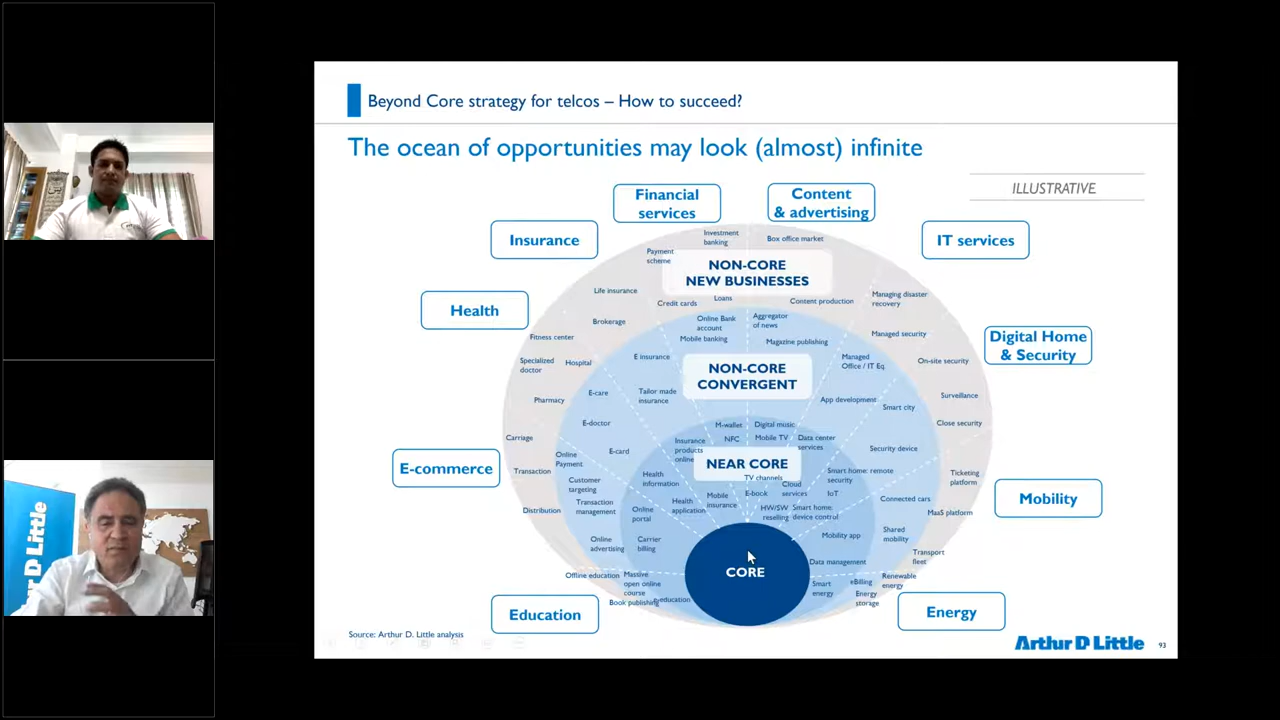 Beyond Core strategy for telcos – How to succeed?
The ocean of opportunities may look (almost) infinite
ILLUSTRATIVE
Financial
services
Content
& advertising
Insurance
IT services
Health
Digital Home
& Security
E-commerce
Mobility
Education
Energy
NON-CORE
NEW BUSINESSES
Investment
banking
Box office market
Payment
scheme
Life insurance
Credit cards
Loans
Content production
Managing disaster
recovery
Brokerage
Fitness center
Managed security
Specialized
doctor
Hospital
On-site security
Pharmacy
Surveillance
Close security
Carriage
Transaction
Ticketing
platform
Distribution
MaaS platform
Transport
fleet
Offline education
Book publishing
Renewable
energy
Energy
storage
NON-CORE
CONVERGENT
Online Bank
account
Mobile banking
Aggregator
of news
Magazine publishing
E insurance
Managed
Office / IT Eq.
E-care
Tailor made
insurance
App development
Smart city
E-doctor
E-card
Security device
Online
Payment
Customer
targeting
Transaction
management
Connected cars
Shared
mobility
Online
advertising
Massive
open online
course
eBilling
NEAR CORE
M-wallet
Digital music
NFC
Mobile TV
Data center
services
Insurance
products
online
TV channels
Health
information
Smart home: remote
security
Cloud
services
IoT
E-book
Mobile
insurance
Health
application
HW/SW
reselling
Smart home:
device control
Online
portal
Carrier
billing
Mobility app
Data management
Smart
energy
e-education
CORE
Source: Arthur D. Little analysis
Arthur D Little
93
D Little